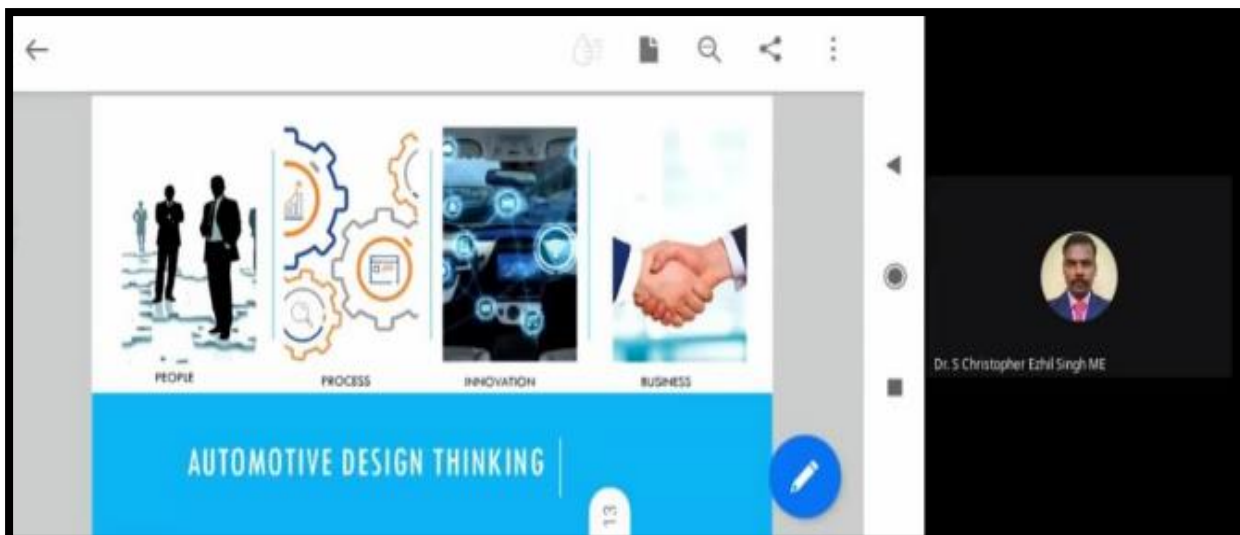 PEOPLE
PROCESS
INNOVATION
BUSINESS
AUTOMOTIVE DESIGN THINKING
13
Dr. S Christopher Ezhil Singh ME